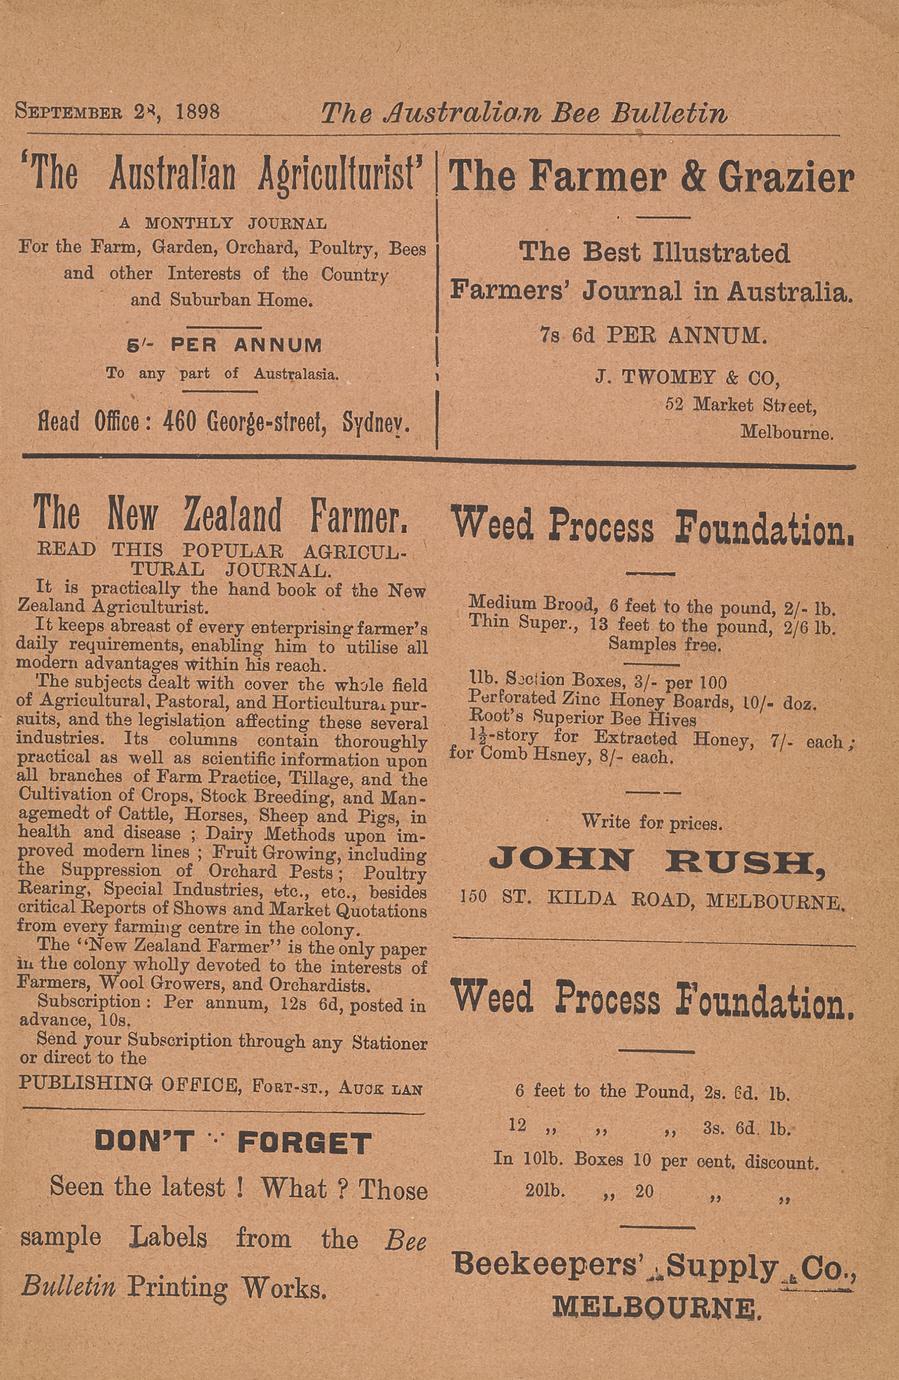 SEPTEMBER 28, 1898 The Australian Bee Bulletin
'The Australian Agriculturist'
A MONTHLY JOURNAL
For the Farm, Garden, Orchard, Poultry, Bees
and other Interests of the Country
and Suburban Home.
5/- PER ANNUM
To any part of Australasia.
Head Office: 460 George-street, Sydney.
The Farmer & Grazier
The Best Illustrated
Farmers' Journal in Australia.
7s 6d PER ANNUM.
J. TWOMEY & CO,
52 Market Street,
Melbourne.
The New Zealand Farmer.
READ THIS POPULAR AGRICUL-
TURAL JOURNAL.
It is practically the hand book of the New
Zealand Agriculturist.
It keeps abreast of every enterprising farmer's
daily requirements, enabling him to utilise all
modern advantages within his reach.
The subjects dealt with cover the whole field
of Agricultural, Pastoral, and Horticultural pur-
suits, and the legislation affecting these several
industries. Its columns contain thoroughly
practical as well as scientific information upon
all branches of Farm Practice, Tillage, and the
Cultivation of Crops, Stock Breeding, and Man-
agemedt of Cattle, Horses, Sheep and Pigs, in
health and disease ; Dairy Methods upon im-
proved modern lines ; Fruit Growing, including
the Suppression of Orchard Pests ; Poultry
Rearing, Special Industries, etc., etc., besides
critical Reports of Shows and Market Quotations
from every farming centre in the colony.
The "New Zealand Farmer" is the only paper
in the colony wholly devoted to the interests of
Farmers, Wool Growers, and Orchardists.
Subscription : Per annum, 12s 6d, posted in
advance, 10s.
Send your Subscription through any Stationer
or direct to the
PUBLISHING OFFICE, FORT-ST., AUCK LAN
DON'T FORGET
Seen the latest ! What ? Those
sample Labels from the Bee
Bulletin Printing Works.
Weed Process Foundation.
Medium Brood, 6 feet to the pound, 2/- lb.
Thin Super., 13 feet to the pound, 2/6 lb.
Samples free.
1lb. Section Boxes, 3/- per 100
Perforated Zinc Honey Boards, 10/- doz.
Root's Superior Bee Hives
1½-story for Extracted Honey, 7/- each ;
for Comb Hsney, 8/- each.
Write for prices.
JOHN RUSH,
150 ST. KILDA ROAD, MELBOURNE.
Weed Process Foundation.
6 feet to the Pound, 2s. 6d. lb.
12 ,, ,, ,, 3s. 6d. lb.
In 10lb. Boxes 10 per cent. discount.
20lb. ,, 20 ,, ,,
Beekeepers' Supply Co.,
MELBOURNE.